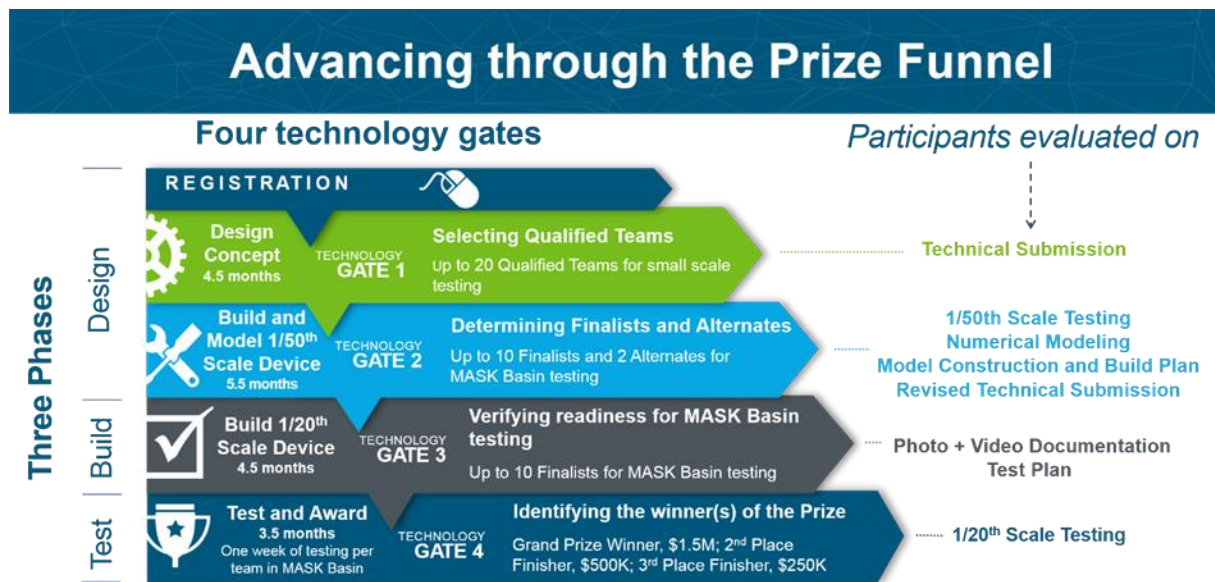 Advancing through the Prize Funnel
Four technology gates
Participants evaluated on
Three Phases
Design
REGISTRATION
Design
Concept
4.5 months
TECHNOLOGY
GATE 1
Selecting Qualified Teams
Up to 20 Qualified Teams for small scale
testing
Technical Submission
Build and
Model 1/50th
Scale Device
5.5 months
TECHNOLOGY
GATE 2
Determining Finalists and Alternates
Up to 10 Finalists and 2 Alternates for
MASK Basin testing
1/50th Scale Testing
Numerical Modeling
Model Construction and Build Plan
Revised Technical Submission
Build
Build 1/20th
Scale Device
4.5 months
TECHNOLOGY
GATE 3
Verifying readiness for MASK Basin
testing
Up to 10 Finalists for MASK Basin testing
Photo + Video Documentation
Test Plan
Test
Test and Award
3.5 months
One week of testing per
team in MASK Basin
TECHNOLOGY
GATE 4
Identifying the winner(s) of the Prize
Grand Prize Winner, $1.5M; 2nd Place
Finisher, $500K; 3rd Place Finisher, $250K
1/20th Scale Testing